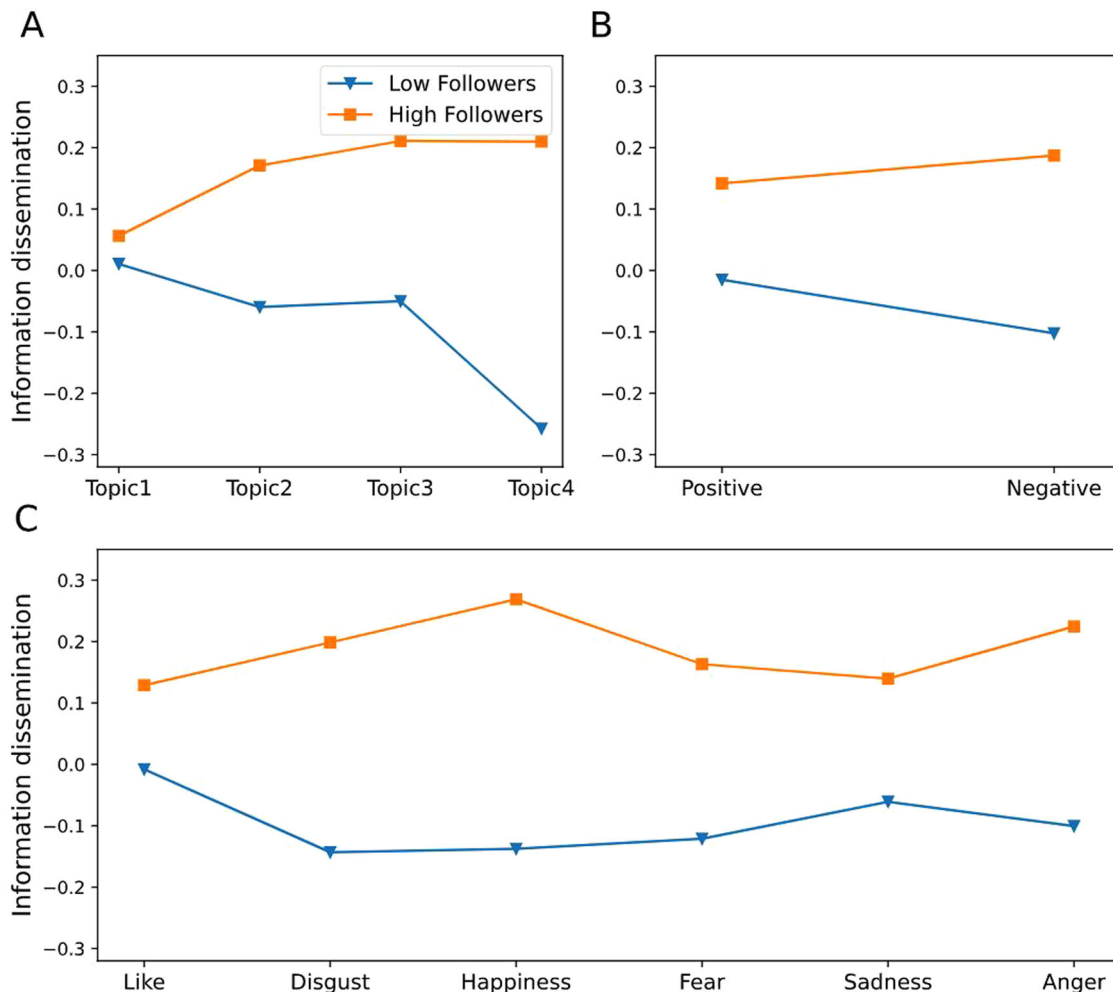 A
Information dissemination
0.3
0.2
0.1
0.0
−0.1
−0.2
−0.3
Low Followers
High Followers
Topic1 Topic2 Topic3 Topic4
B
0.3
0.2
0.1
0.0
−0.1
−0.2
−0.3
Positive Negative
C
Information dissemination
0.3
0.2
0.1
0.0
−0.1
−0.2
−0.3
Like Disgust Happiness Fear Sadness Anger